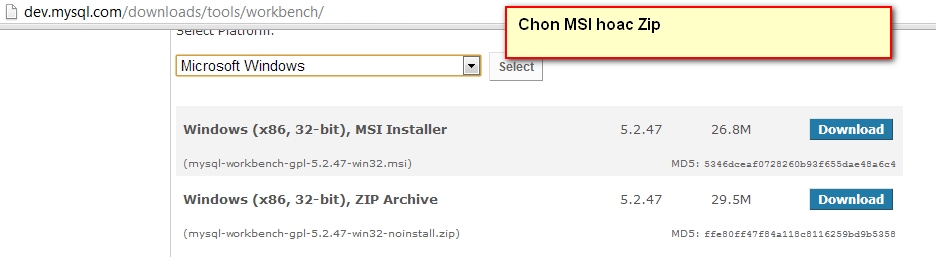 dev.mysql.com/downloads/tools/workbench/
Chon MSI hoac Zip
Select Platform:
Microsoft Windows
Select
Windows (x86, 32-bit), MSI Installer 5.2.47 26.8M Download
(mysql-workbench-gpl-5.2.47-win32.msi) MD5: 5346dceaf0728260b93f655dae48a6c4
Windows (x86, 32-bit), ZIP Archive 5.2.47 29.5M Download
(mysql-workbench-gpl-5.2.47-win32-noinstall.zip) MD5: ffe80ff47f84a118c8116259bd9b5358